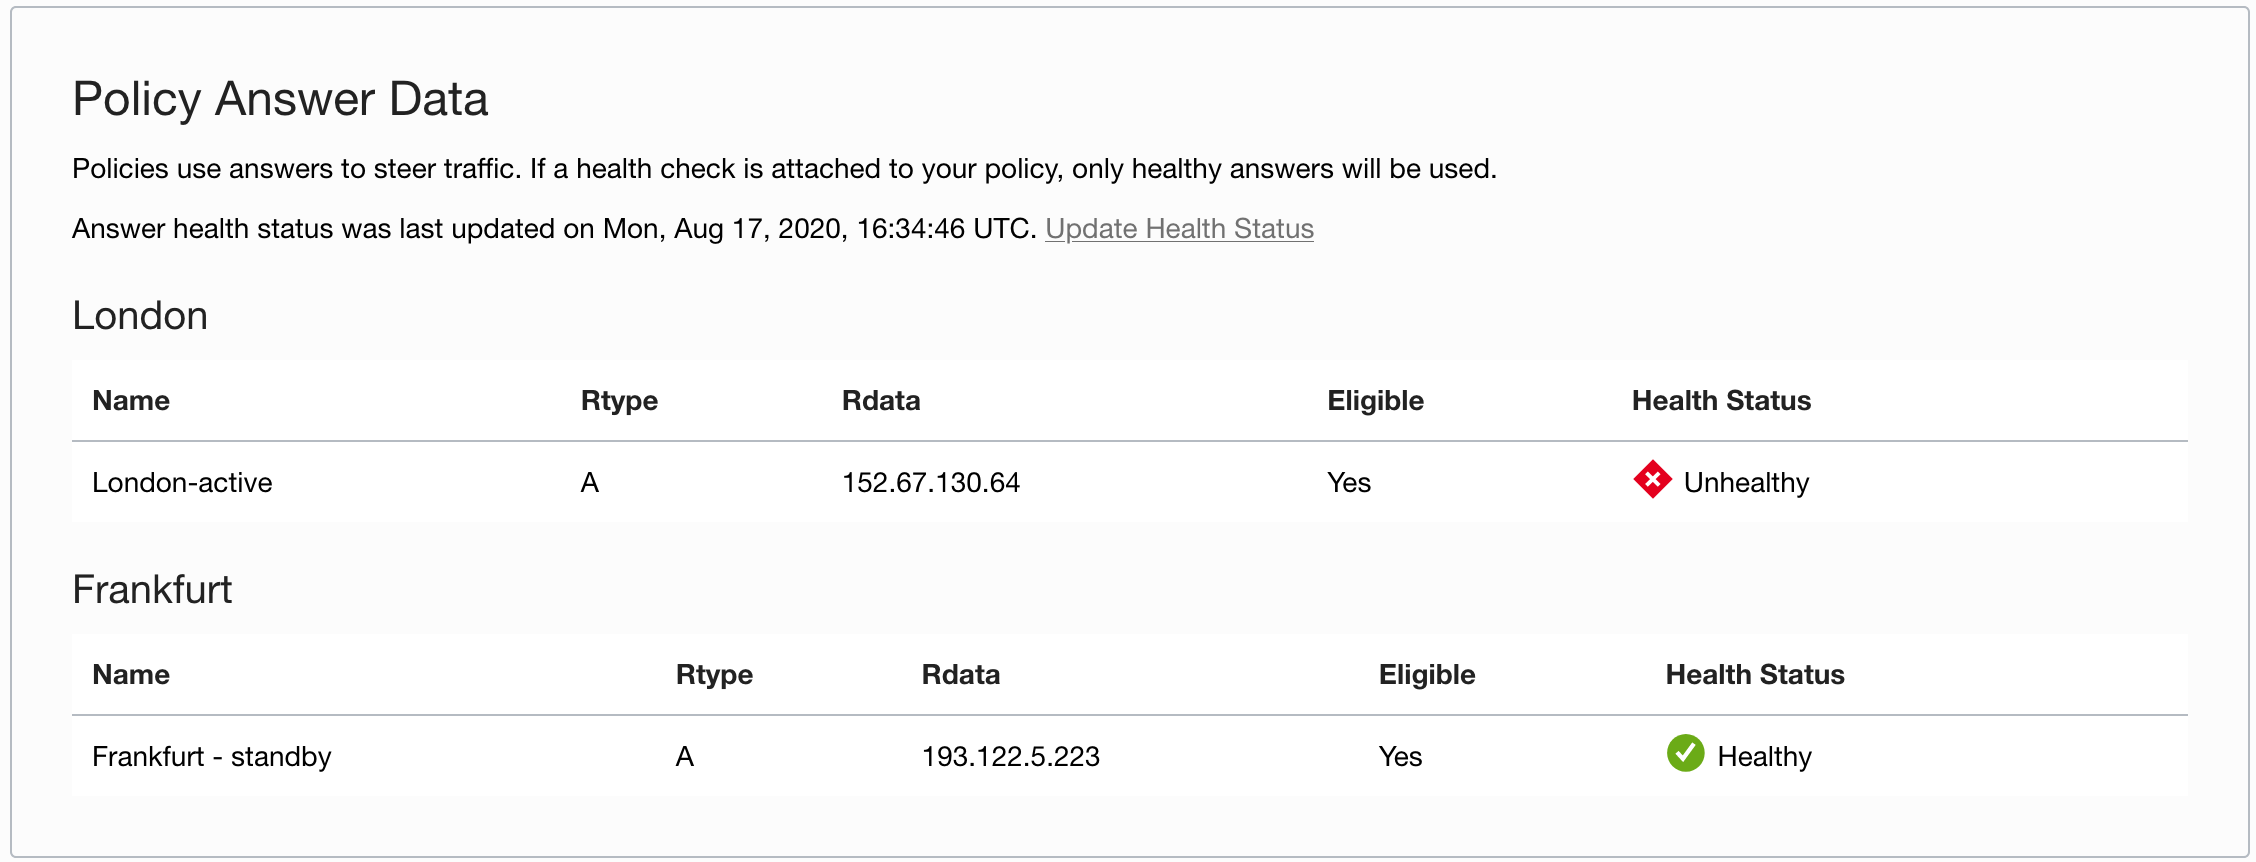 Policy Answer Data
Policies use answers to steer traffic. If a health check is attached to your policy, only healthy answers will be used.
Answer health status was last updated on Mon, Aug 17, 2020, 16:34:46 UTC. Update Health Status
London
Name Rtype Rdata Eligible Health Status
London-active A 152.67.130.64 Yes Unhealthy
Frankfurt
Name Rtype Rdata Eligible Health Status
Frankfurt - standby A 193.122.5.223 Yes Healthy